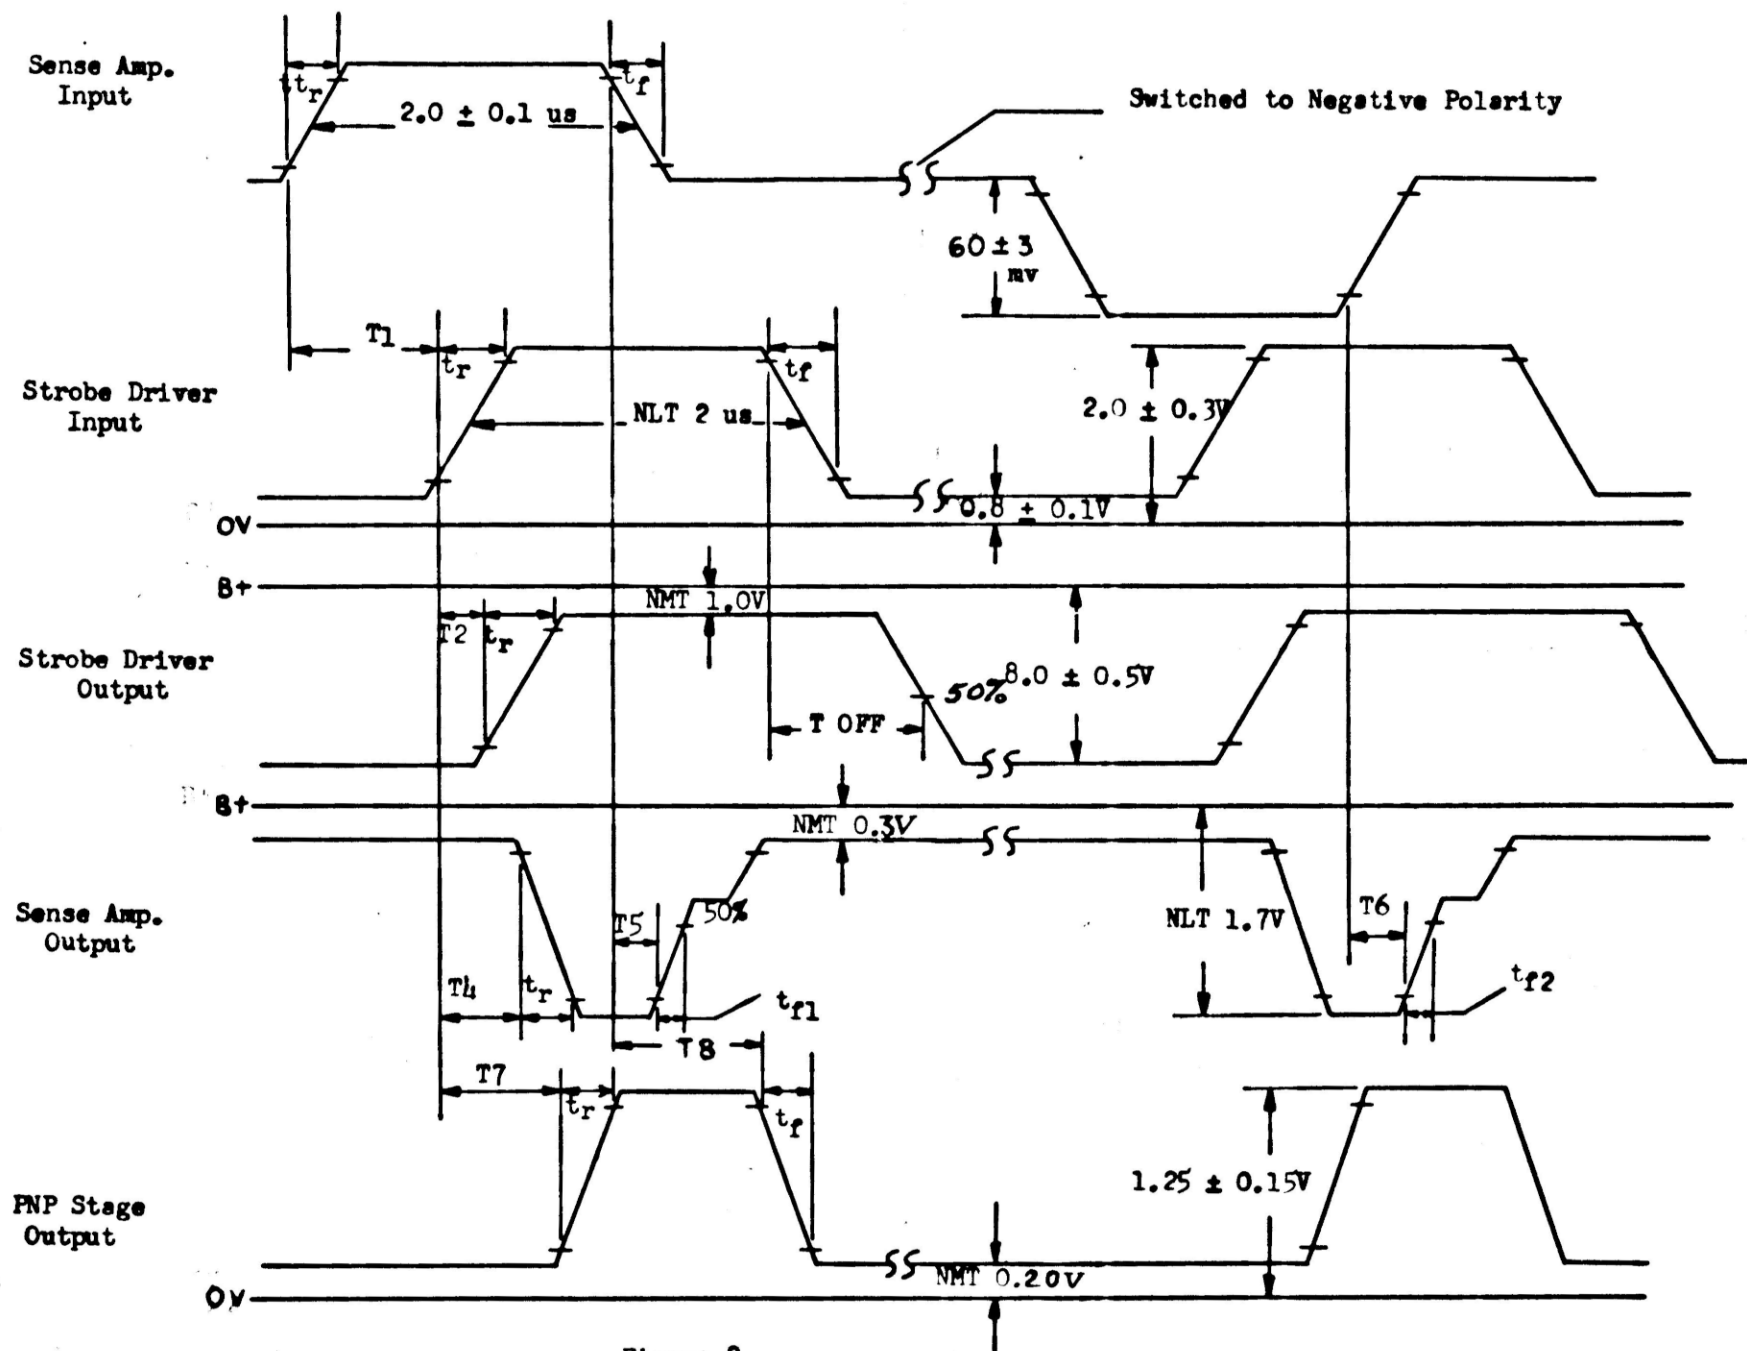 Sense Amp.
Input
tr
tf
2.0 ± 0.1 us
Switched to Negative Polarity
60 ± 3
mv
T1
tr
tf
Strobe Driver
Input
NLT 2 us
2.0 ± 0.3V
0.8 ± 0.1V
0V
B+
NMT 1.0V
T2
tr
Strobe Driver
Output
50%
8.0 ± 0.5V
T OFF
B+
NMT 0.3V
Sense Amp.
Output
T5
50%
NLT 1.7V
T6
T4
tr
tf1
tf2
T8
T7
tr
tf
PNP Stage
Output
1.25 ± 0.15V
NMT 0.20V
0V